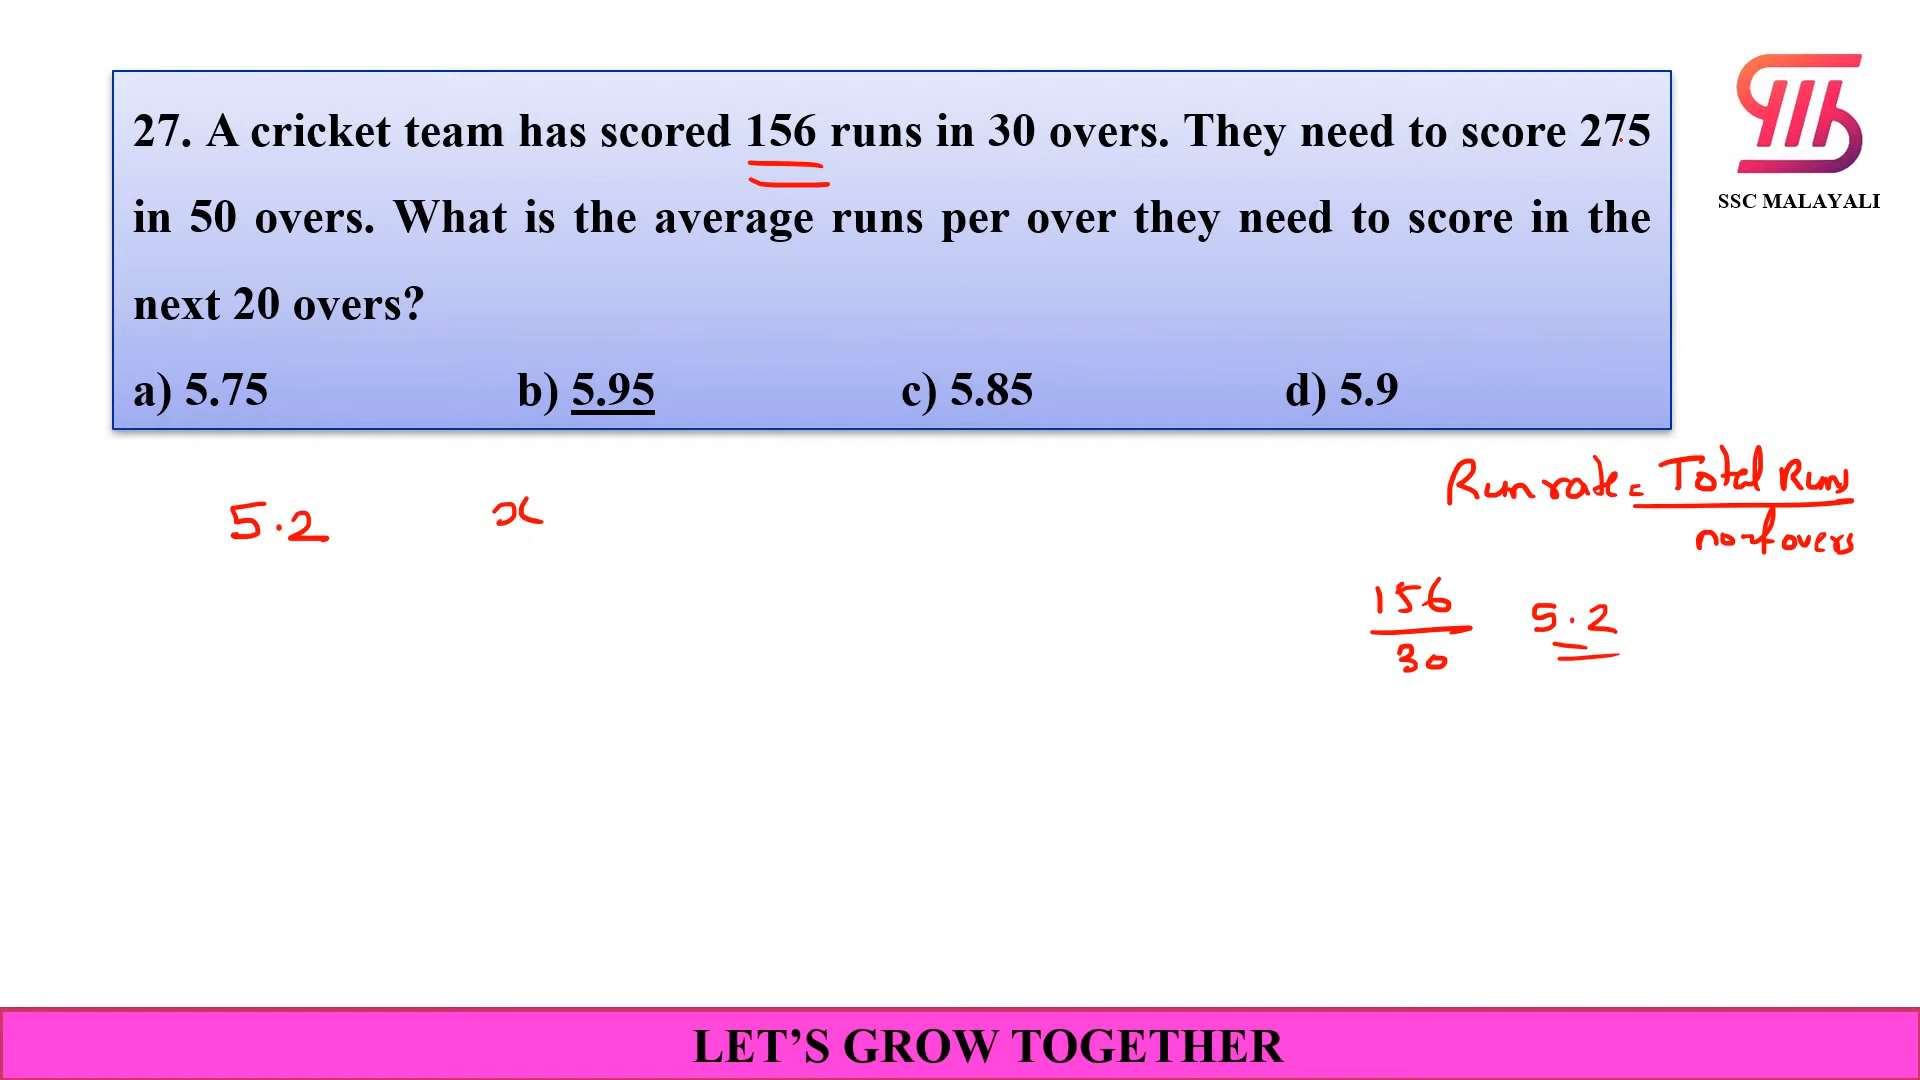 27. A cricket team has scored 156 runs in 30 overs. They need to score 275
in 50 overs. What is the average runs per over they need to score in the
next 20 overs?
a) 5.75 b) 5.95 c) 5.85 d) 5.9
SSC MALAYALI
5.2 x
Run rate = Total Runs
no of overs
156 5.2
30
LET’S GROW TOGETHER